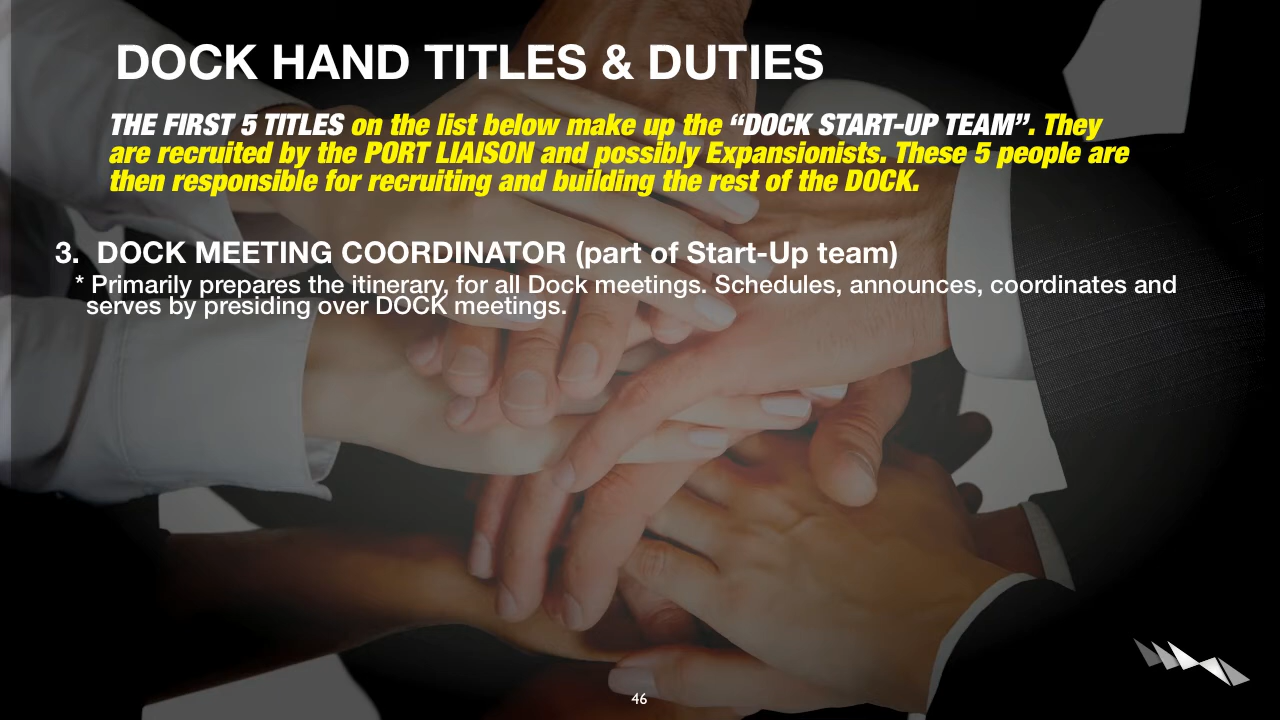 DOCK HAND TITLES & DUTIES
THE FIRST 5 TITLES on the list below make up the “DOCK START-UP TEAM”. They
are recruited by the PORT LIAISON and possibly Expansionists. These 5 people are
then responsible for recruiting and building the rest of the DOCK.
3. DOCK MEETING COORDINATOR (part of Start-Up team)
* Primarily prepares the itinerary, for all Dock meetings. Schedules, announces, coordinates and
serves by presiding over DOCK meetings.
46